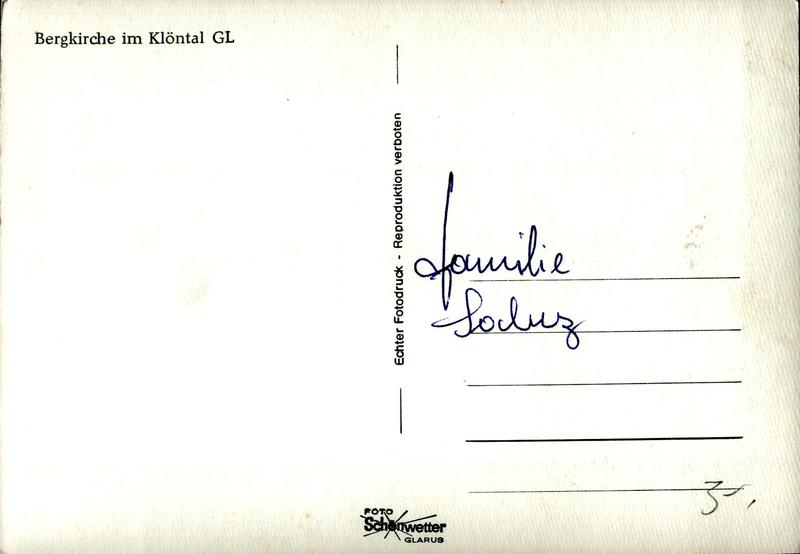 Bergkirche im Klöntal GL
Echter Fotodruck - Reproduktion verboten
Familie
FOTO
Schönwetter
GLARUS